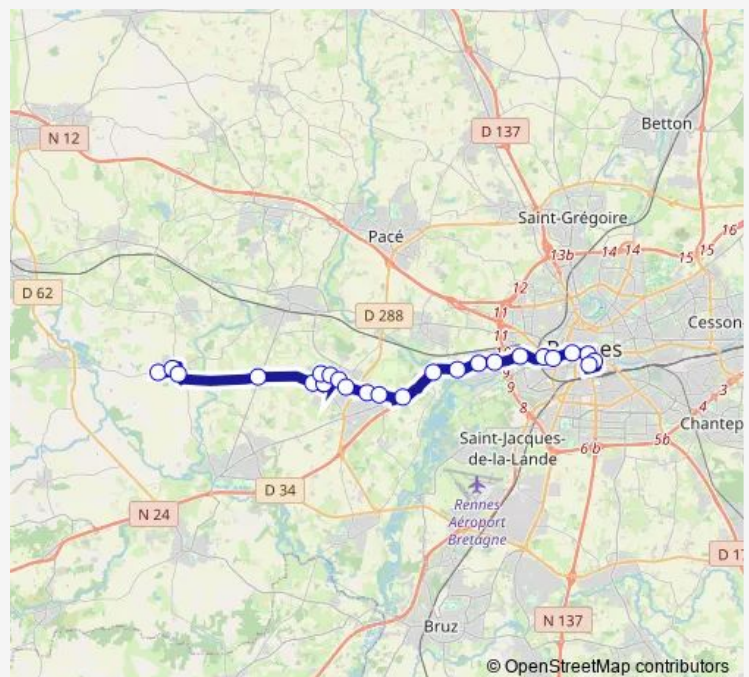 D 137
Betton
N 12
Saint-Grégoire
Pacé
16
15
15
14
14
13b
D 62
12
D 288
11
11
Cesson
es
9
9
8
3
4
Chantep
Saint-Jacques-
de-la-Lande
5b
6 b
D 34
Rennes
Aéroport
Bretagne
N 24
D 17
Bruz
N 137
© OpenStreetMap contributors